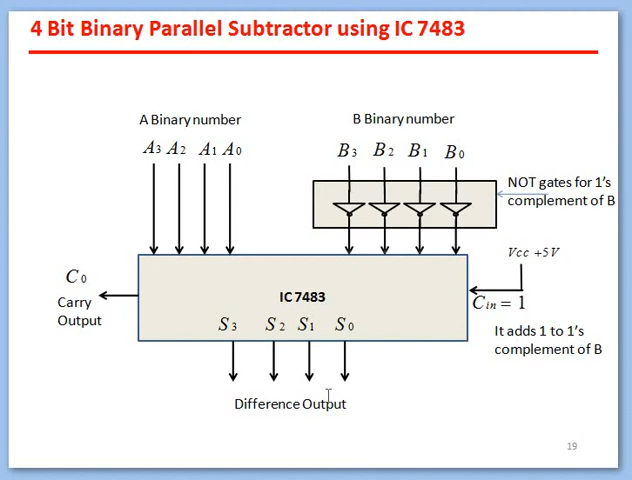 4 Bit Binary Parallel Subtractor using IC 7483
A Binary number
B Binary number
A3 A2 A1 A0
B3 B2 B1 B0
NOT gates for 1's
complement of B
Vcc +5V
C0
Carry
Output
IC 7483
Cin = 1
S3 S2 S1 S0
It adds 1 to 1's
complement of B
Difference Output
19